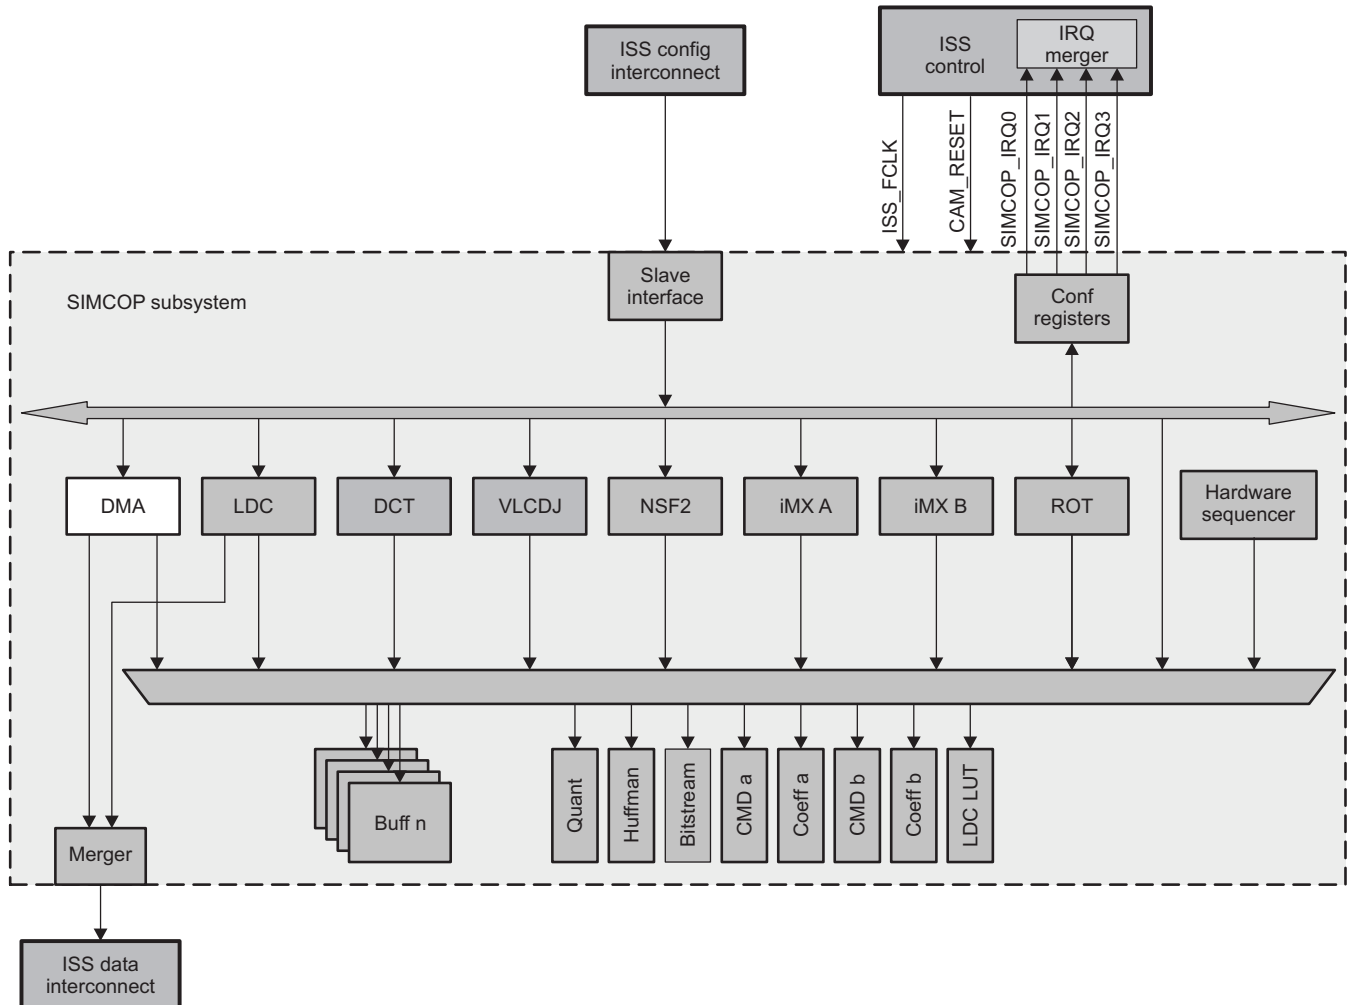 ISS config
interconnect
ISS
control
IRQ
merger
ISS_FCLK
CAM_RESET
SIMCOP_IRQ0
SIMCOP_IRQ1
SIMCOP_IRQ2
SIMCOP_IRQ3
SIMCOP subsystem
Slave
interface
Conf
registers
DMA
LDC
DCT
VLCDJ
NSF2
iMX A
iMX B
ROT
Hardware
sequencer
Buff n
Quant
Huffman
Bitstream
CMD a
Coeff a
CMD b
Coeff b
LDC LUT
Merger
ISS data
interconnect